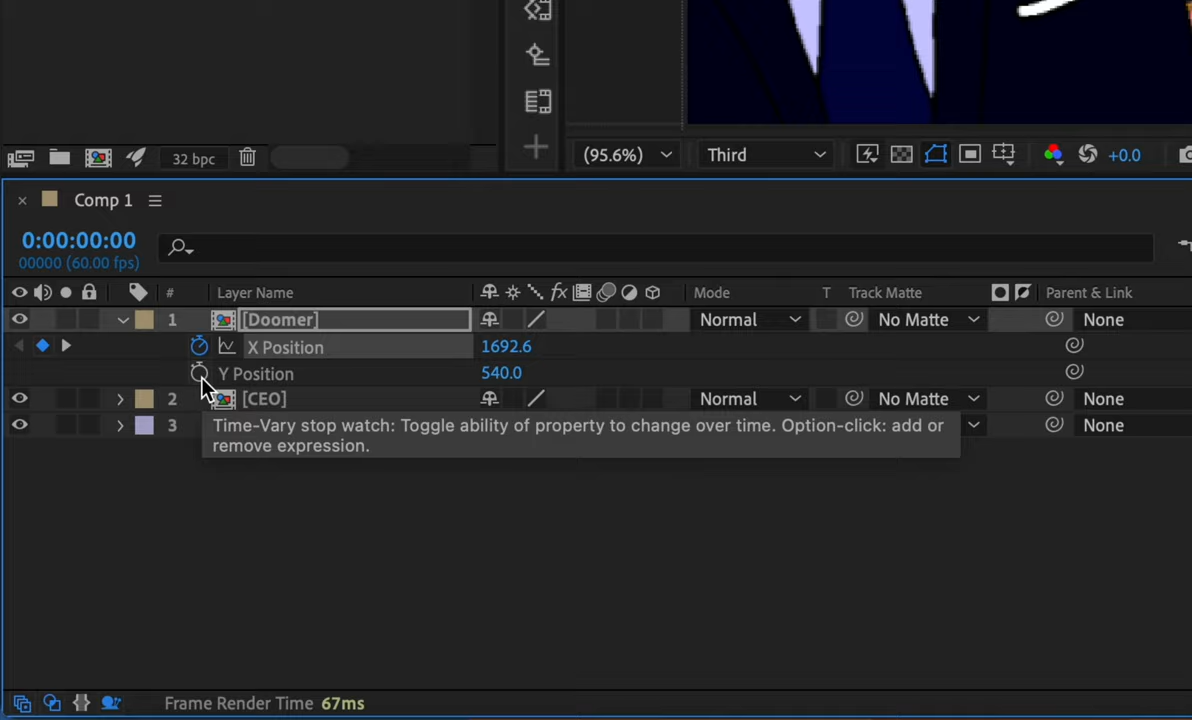 32 bpc
(95.6%)
Third
+0.0
× Comp 1
0:00:00:00
00000 (60.00 fps)
# Layer Name fx Mode T Track Matte Parent & Link
1 [Doomer] Normal No Matte None
X Position 1692.6
Y Position 540.0
2 [CEO] Normal No Matte None
3 None
Time-Vary stop watch: Toggle ability of property to change over time. Option-click: add or
remove expression.
Frame Render Time 67ms